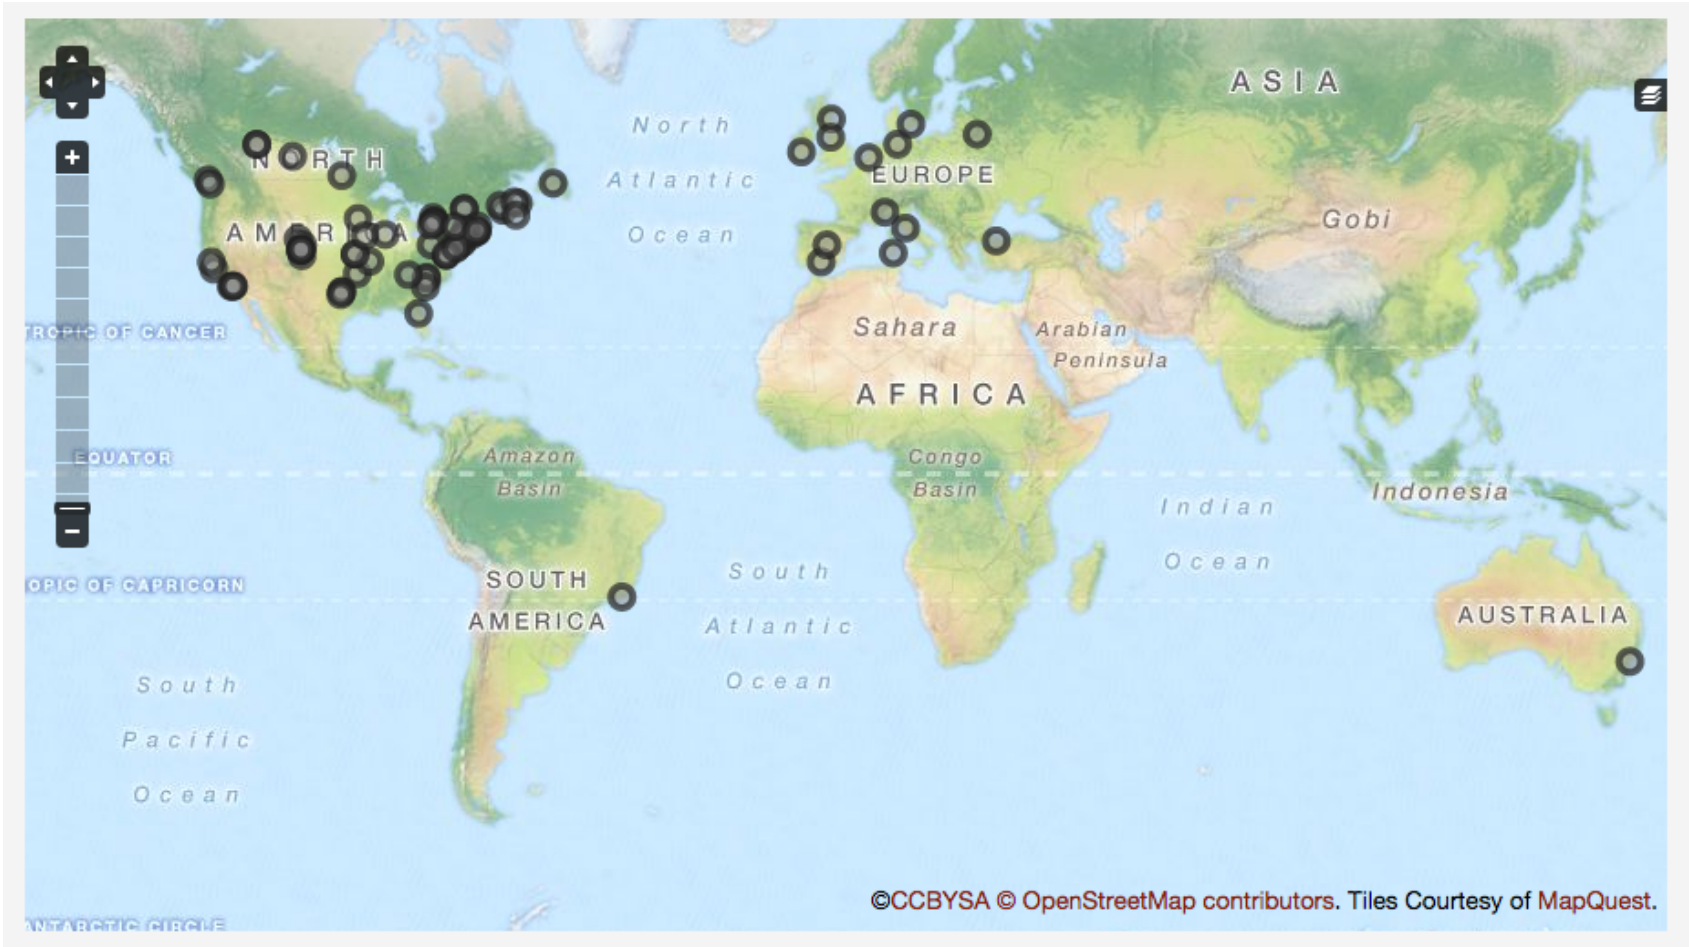 ASIA
North
NORTH
Atlantic
EUROPE
Gobi
AMERICA
Ocean
TROPIC OF CANCER
Sahara
Arabian
Peninsula
AFRICA
EQUATOR
Amazon
Basin
Congo
Basin
Indonesia
Indian
Ocean
OPIC OF CAPRICORN
SOUTH
AMERICA
South
Atlantic
Ocean
AUSTRALIA
South
Pacific
Ocean
©CCBYSA © OpenStreetMap contributors. Tiles Courtesy of MapQuest.
ANTARCTIC CIRCLE